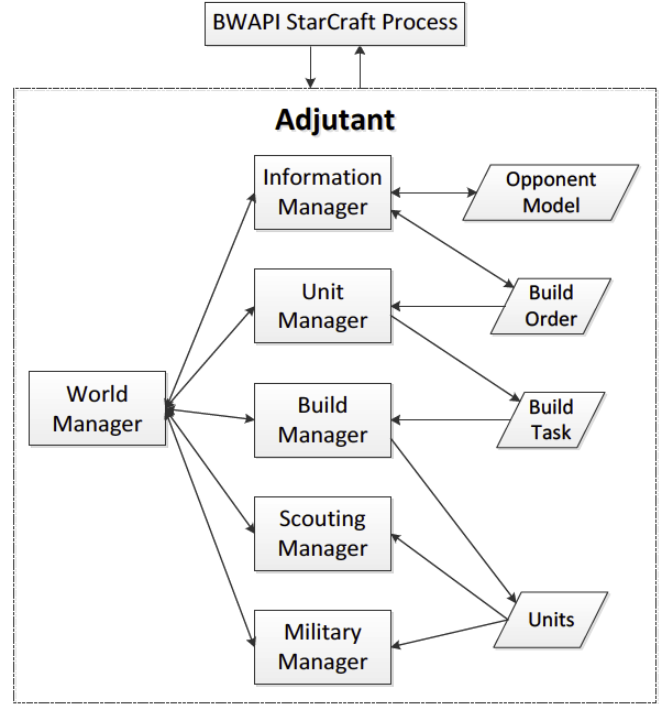 BWAPI StarCraft Process
Adjutant
Information
Manager
Opponent
Model
Unit
Manager
Build
Order
World
Manager
Build
Manager
Build
Task
Scouting
Manager
Military
Manager
Units